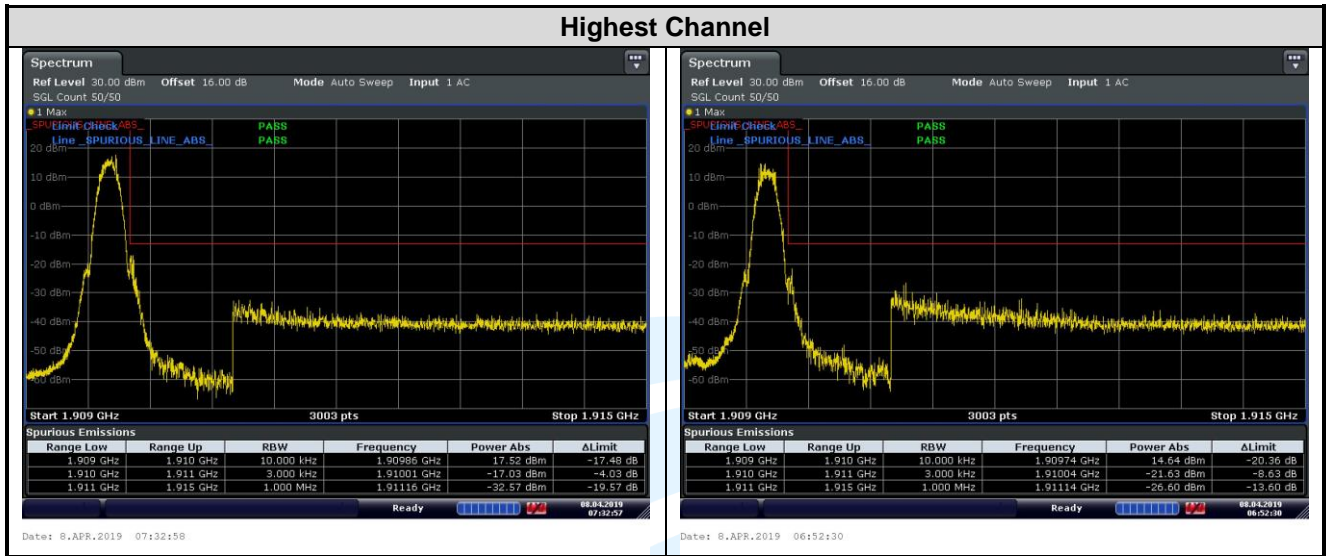 Highest Channel
Spectrum
Ref Level 30.00 dBm Offset 16.00 dB Mode Auto Sweep Input 1 AC
SGL Count 50/50
1 Max
_SPURIOUS_LINE_ABS_
Limit Check PASS
Line _SPURIOUS_LINE_ABS_ PASS
20 dBm
10 dBm
0 dBm
-10 dBm
-20 dBm
-30 dBm
-40 dBm
-50 dBm
-60 dBm
Start 1.909 GHz 3003 pts Stop 1.915 GHz
Spurious Emissions
Range Low Range Up RBW Frequency Power Abs ΔLimit
1.909 GHz 1.910 GHz 10.000 kHz 1.90986 GHz 17.52 dBm -17.48 dB
1.910 GHz 1.911 GHz 3.000 kHz 1.91001 GHz -17.03 dBm -4.03 dB
1.911 GHz 1.915 GHz 1.000 MHz 1.91116 GHz -32.57 dBm -19.57 dB
Ready 08.04.2019
07:32:57
Date: 8.APR.2019 07:32:58
Spectrum
Ref Level 30.00 dBm Offset 16.00 dB Mode Auto Sweep Input 1 AC
SGL Count 50/50
1 Max
_SPURIOUS_LINE_ABS_
Limit Check PASS
Line _SPURIOUS_LINE_ABS_ PASS
20 dBm
10 dBm
0 dBm
-10 dBm
-20 dBm
-30 dBm
-40 dBm
-50 dBm
-60 dBm
Start 1.909 GHz 3003 pts Stop 1.915 GHz
Spurious Emissions
Range Low Range Up RBW Frequency Power Abs ΔLimit
1.909 GHz 1.910 GHz 10.000 kHz 1.90974 GHz 14.64 dBm -20.36 dB
1.910 GHz 1.911 GHz 3.000 kHz 1.91004 GHz -21.63 dBm -8.63 dB
1.911 GHz 1.915 GHz 1.000 MHz 1.91114 GHz -26.60 dBm -13.60 dB
Ready 08.04.2019
06:52:30
Date: 8.APR.2019 06:52:30